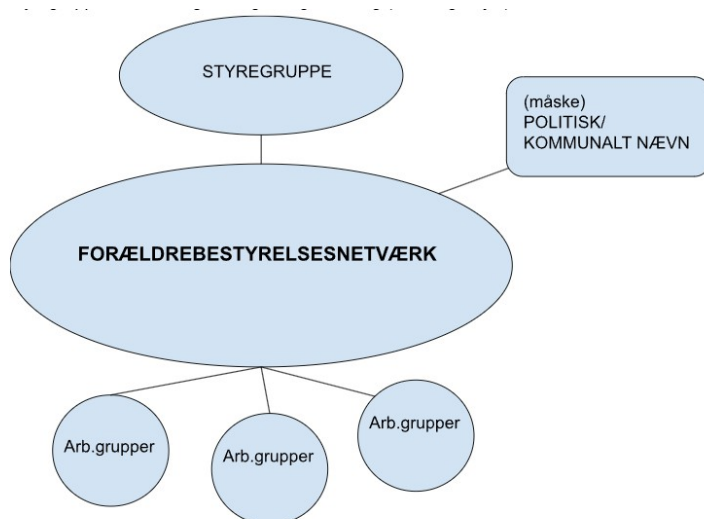 STYREGRUPPE
(måske)
POLITISK/
KOMMUNALT NÆVN
FORÆLDREBESTYRELSESNETVÆRK
Arb.grupper
Arb.grupper
Arb.grupper